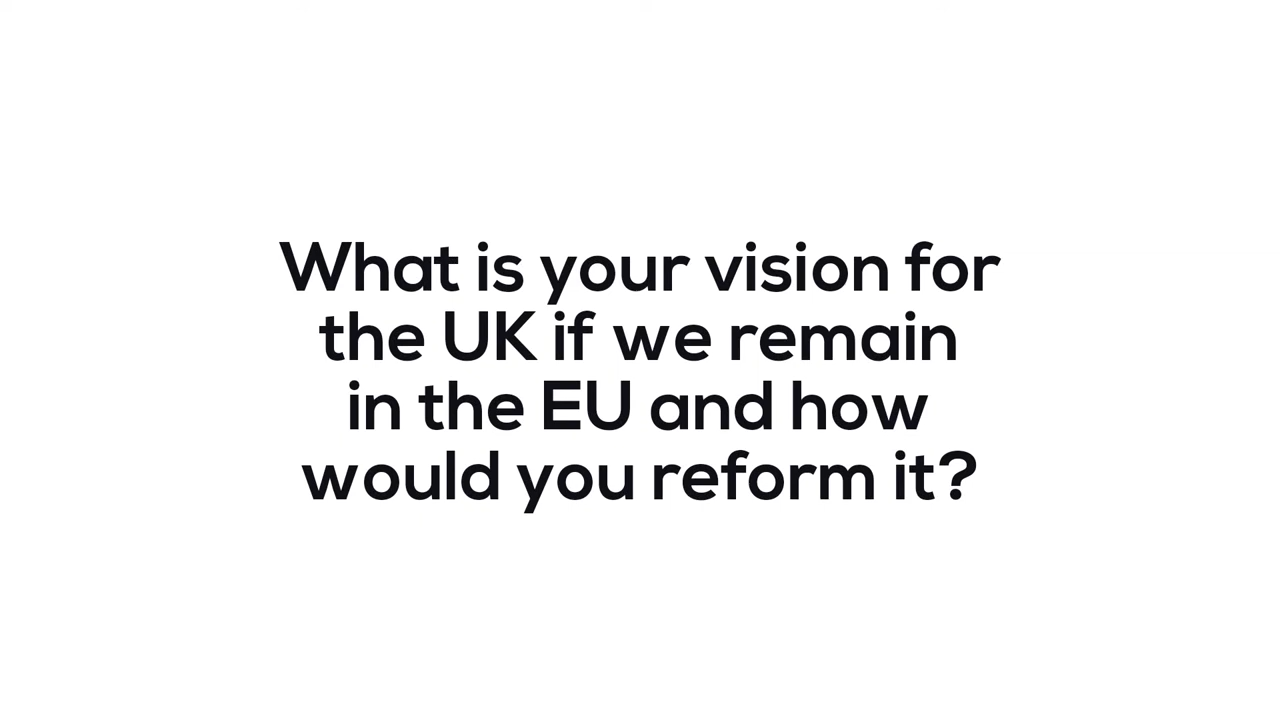 What is your vision for
the UK if we remain
in the EU and how
would you reform it?